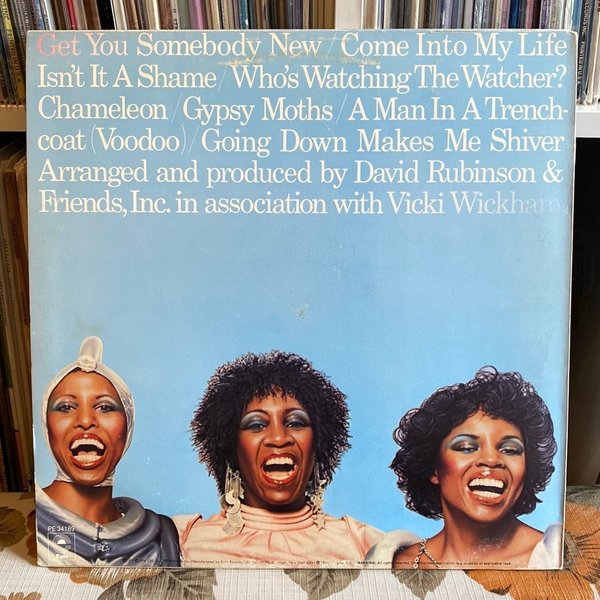 Get You Somebody New / Come Into My Life
Isn't It A Shame / Who's Watching The Watcher?
Chameleon / Gypsy Moths / A Man In A Trench-
coat (Voodoo) / Going Down Makes Me Shiver
Arranged and produced by David Rubinson &
Friends, Inc. in association with Vicki Wickham.
PE 34189
Epic